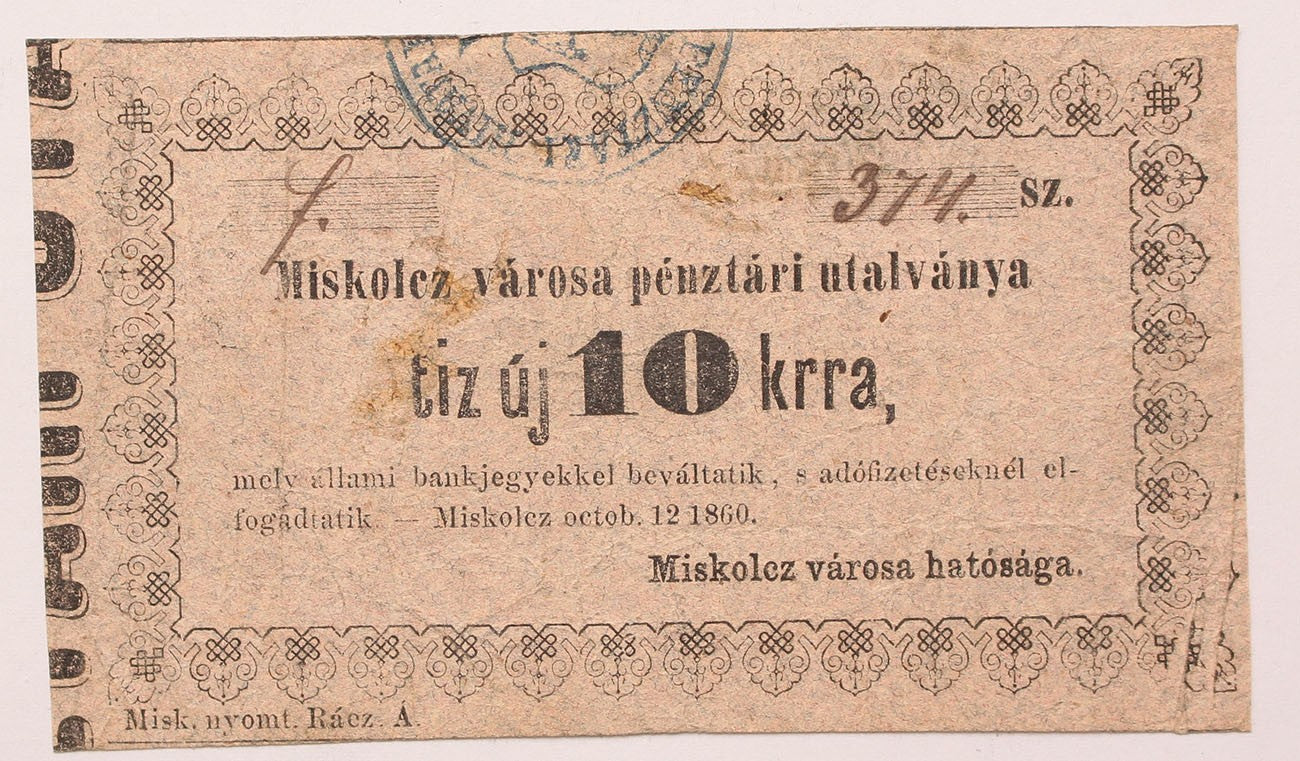 f. 374. sz.
Miskolcz városa pénztári utalványa
tiz új 10 krra,
mely állami bankjegyekkel beváltatik, s adófizetéseknél el-
fogadtatik. — Miskolcz octob. 12 1860.
Miskolcz városa hatósága.
Misk. nyomt. Rácz. Á.